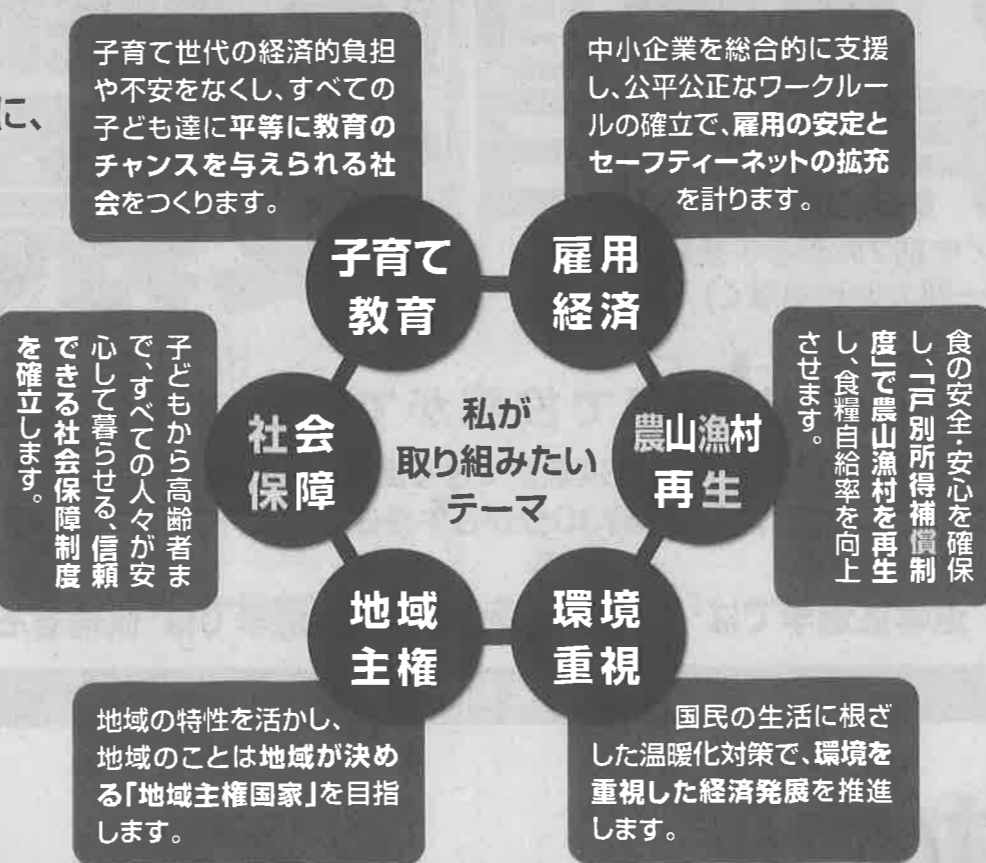 に、
子育て世代の経済的負担
や不安をなくし、すべての
子ども達に平等に教育の
チャンスを与えられる社
会をつくります。
中小企業を総合的に支援
し、公平公正なワークルー
ルの確立で、雇用の安定と
セーフティーネットの拡充
を計ります。
子育て
教育
雇用
経済
子どもから高齢者ま
で、すべての人々が安
心して暮らせる、信頼
できる社会保障制度
を確立します。
社会
保障
私が
取り組みたい
テーマ
農山漁村
再生
食の安全・安心を確保
し、「戸別所得補償制
度」で農山漁村を再生
し、食糧自給率を向上
させます。
地域
主権
環境
重視
地域の特性を活かし、
地域のことは地域が決め
る「地域主権国家」を目指
します。
国民の生活に根ざ
した温暖化対策で、環境を
重視した経済発展を推進
します。